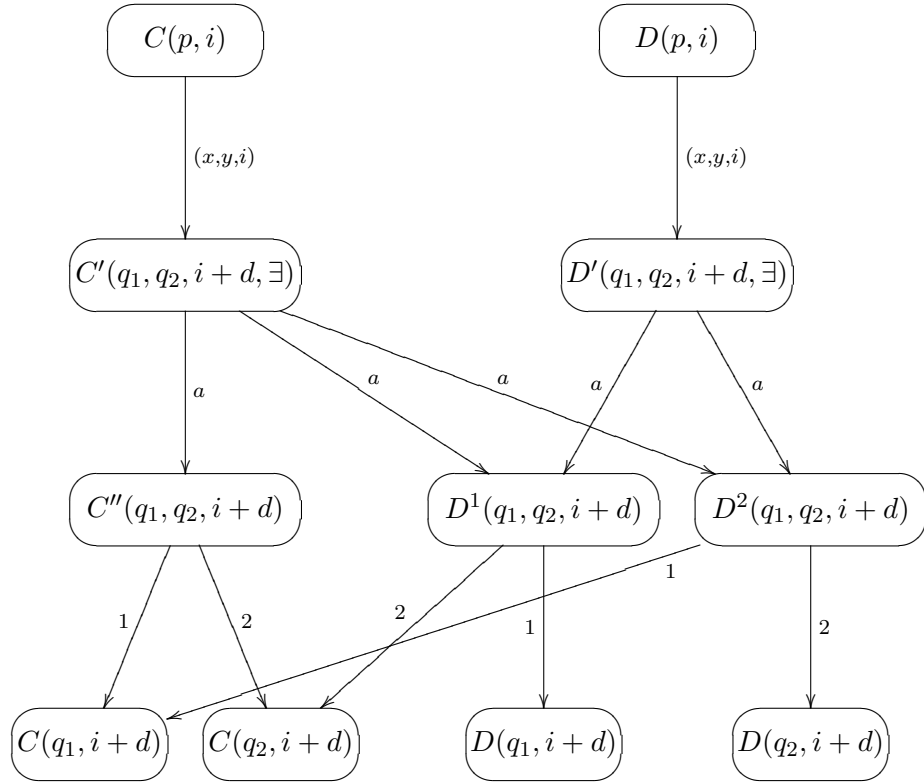 C(p, i) D(p, i)
(x,y,i) (x,y,i)
C′(q₁, q₂, i + d, ∃) D′(q₁, q₂, i + d, ∃)
a a a a a
C′′(q₁, q₂, i + d) D¹(q₁, q₂, i + d) D²(q₁, q₂, i + d)
1 2 2 1 1 2
C(q₁, i + d) C(q₂, i + d) D(q₁, i + d) D(q₂, i + d)